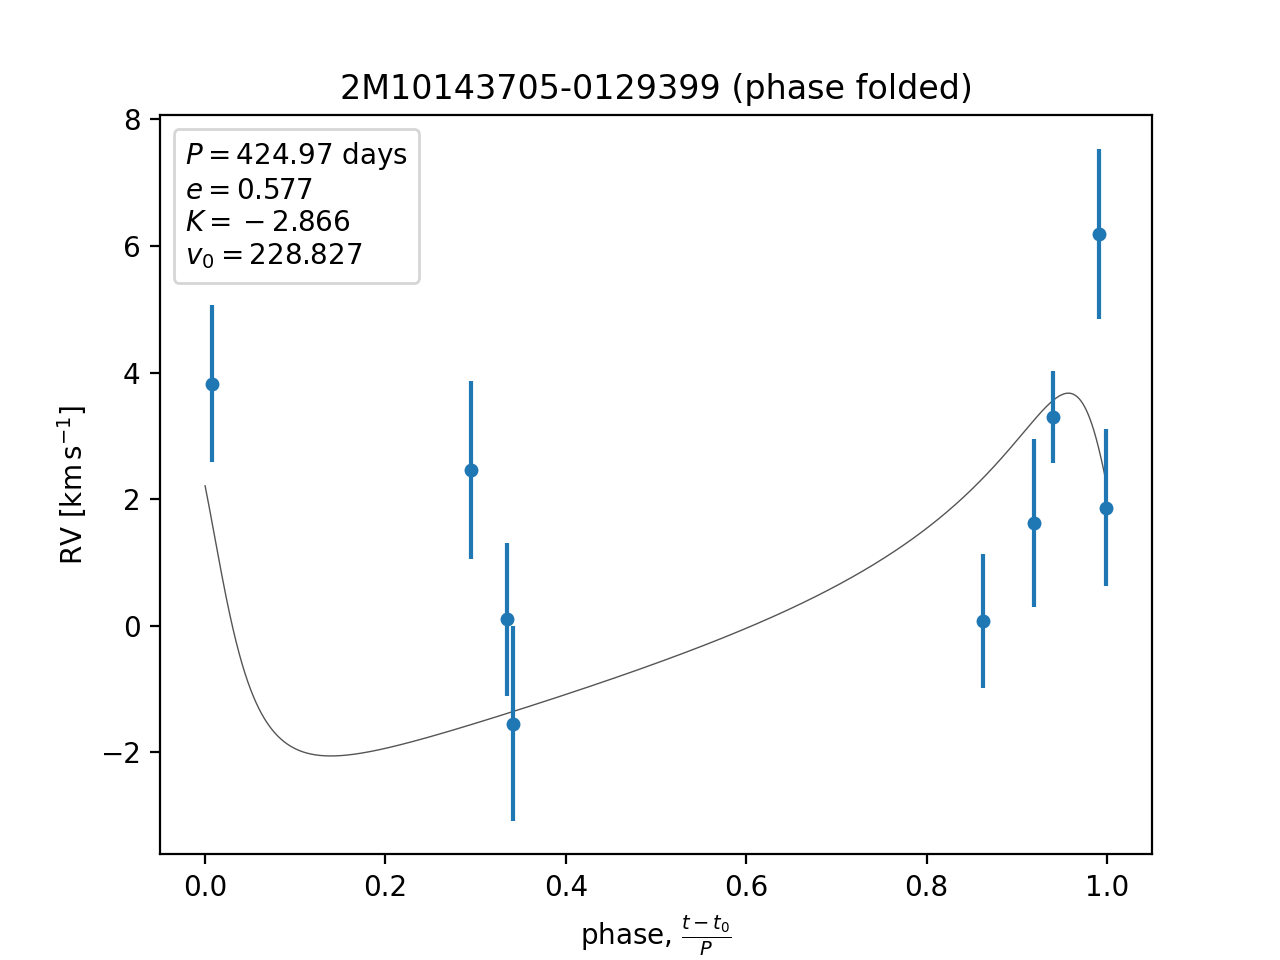 2M10143705-0129399 (phase folded)
P = 424.97 days
e = 0.577
K = −2.866
v₀ = 228.827
8
6
4
2
0
−2
RV [km s⁻¹]
0.0 0.2 0.4 0.6 0.8 1.0
phase, (t − t₀)/P